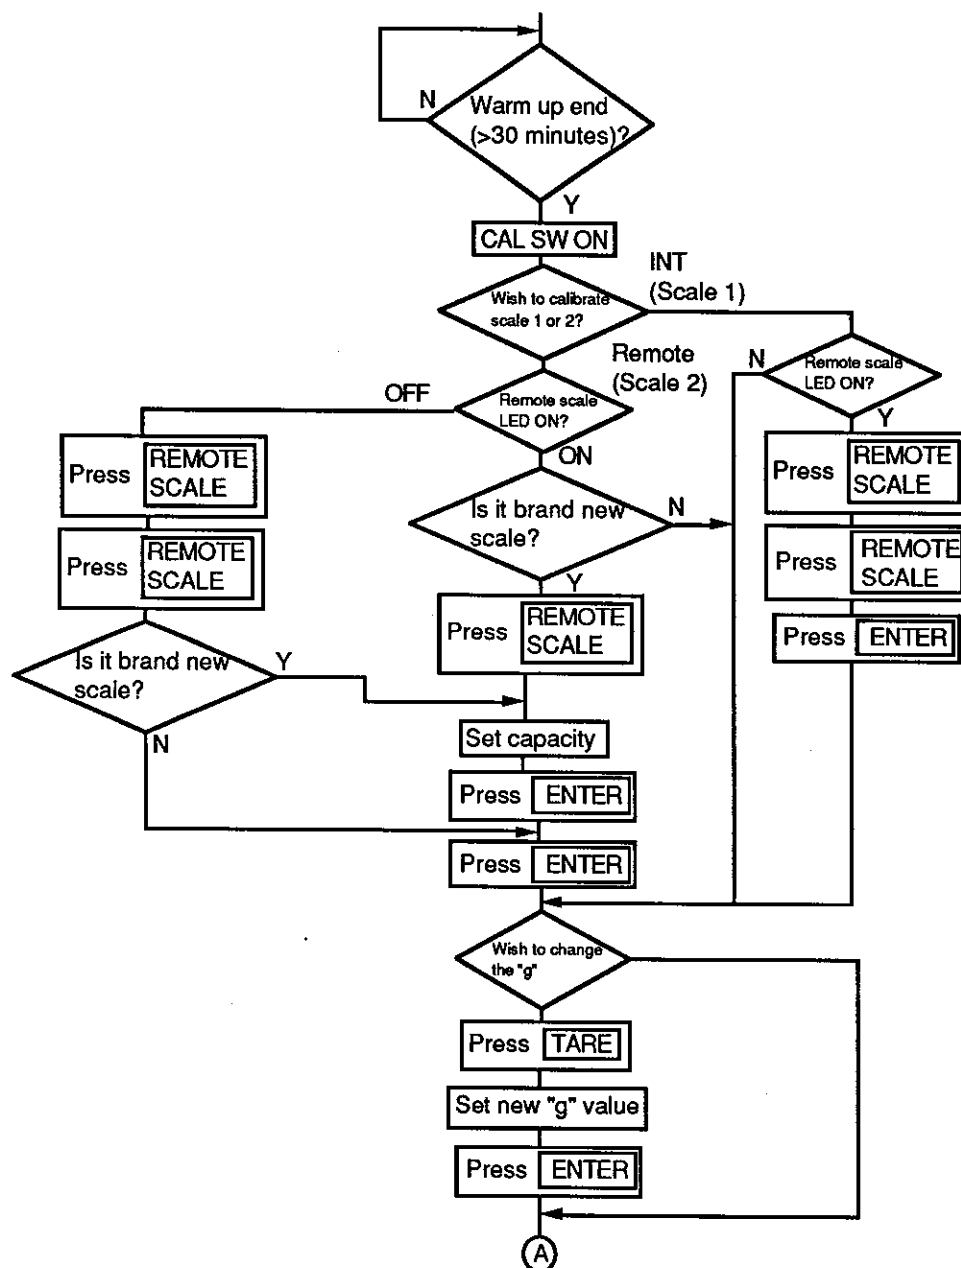 N
Warm up end
(>30 minutes)?
Y
CAL SW ON
INT
(Scale 1)
Wish to calibrate
scale 1 or 2?
Remote
(Scale 2)
N
Remote scale
LED ON?
OFF
Remote scale
LED ON?
Y
ON
Press REMOTE
SCALE
Press REMOTE
SCALE
Is it brand new
scale?
N
Press REMOTE
SCALE
Press REMOTE
SCALE
Y
Press REMOTE
SCALE
Press ENTER
Is it brand new
scale?
Y
N
Set capacity
Press ENTER
Press ENTER
Wish to change
the "g"
Press TARE
Set new "g" value
Press ENTER
A